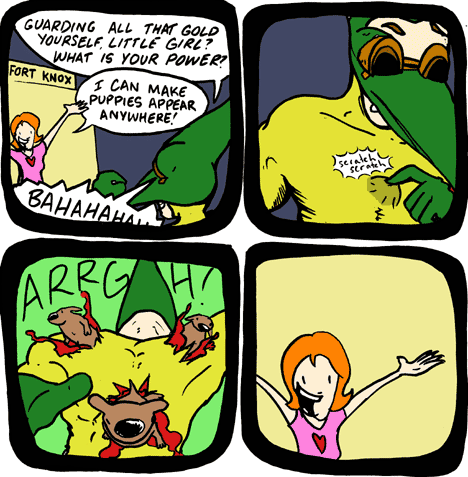 GUARDING ALL THAT GOLD
YOURSELF, LITTLE GIRL?
WHAT IS YOUR POWER?
FORT KNOX
I CAN MAKE
PUPPIES APPEAR
ANYWHERE!
BAHAHAHAH
scratch
scratch
ARRGH!